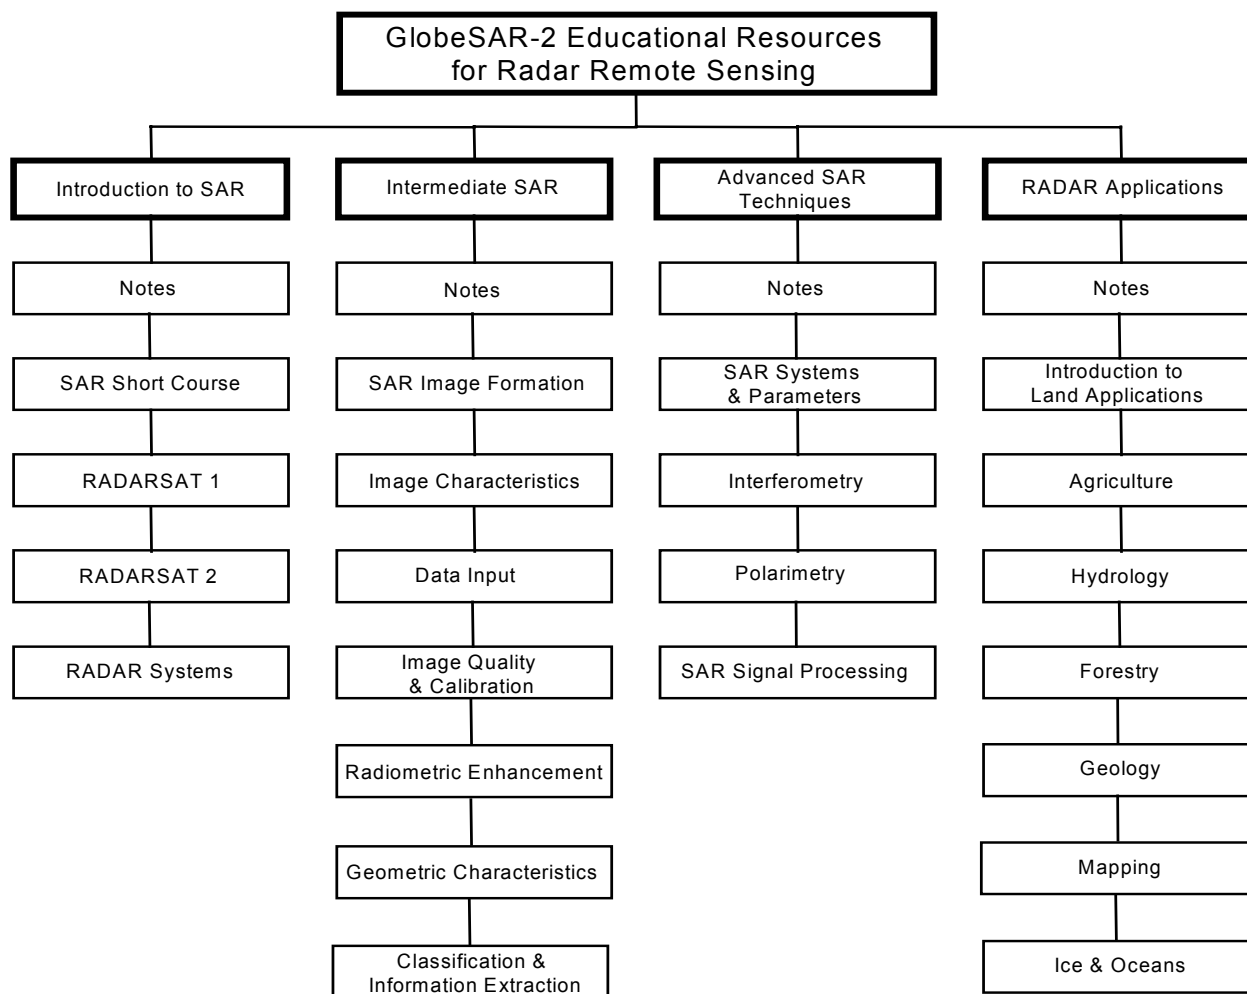 GlobeSAR-2 Educational Resources
for Radar Remote Sensing
Introduction to SAR
Notes
SAR Short Course
RADARSAT 1
RADARSAT 2
RADAR Systems
Intermediate SAR
Notes
SAR Image Formation
Image Characteristics
Data Input
Image Quality
& Calibration
Radiometric Enhancement
Geometric Characteristics
Classification &
Information Extraction
Advanced SAR
Techniques
Notes
SAR Systems
& Parameters
Interferometry
Polarimetry
SAR Signal Processing
RADAR Applications
Notes
Introduction to
Land Applications
Agriculture
Hydrology
Forestry
Geology
Mapping
Ice & Oceans